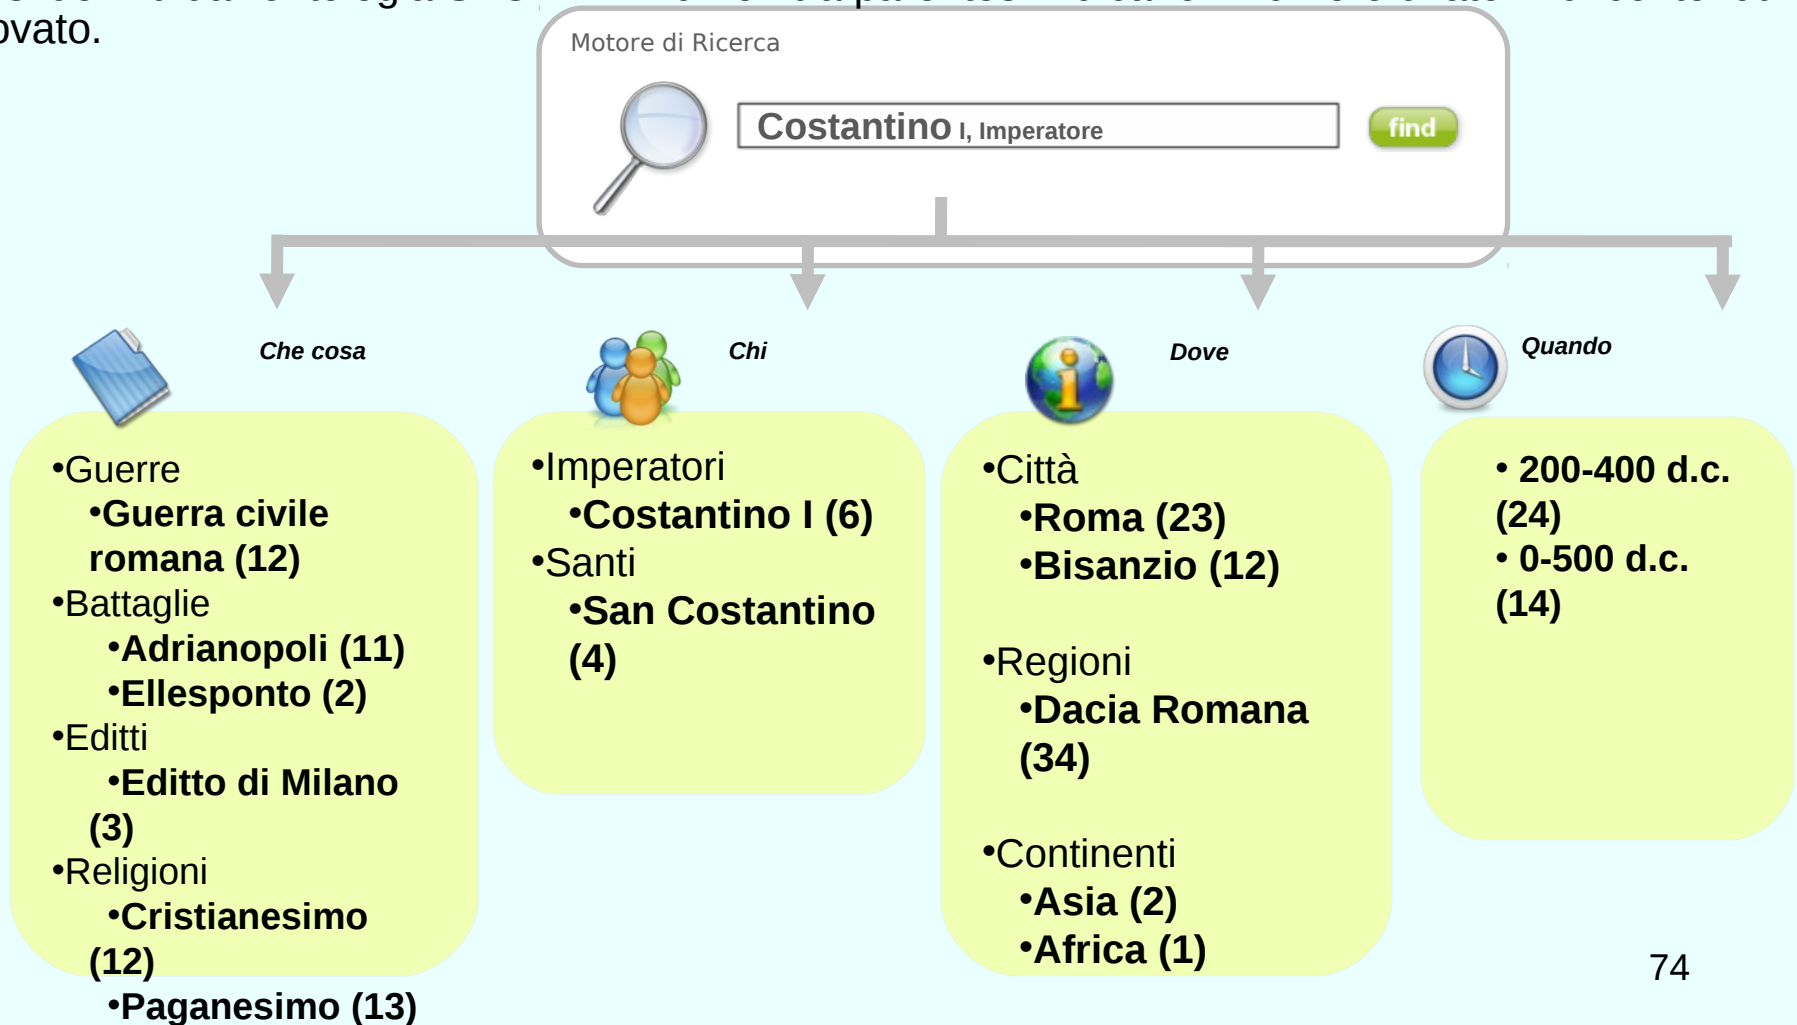 ovato.
Motore di Ricerca
Costantino I, Imperatore
find
Che cosa
•Guerre
•Guerra civile
romana (12)
•Battaglie
•Adrianopoli (11)
•Ellesponto (2)
•Editti
•Editto di Milano
(3)
•Religioni
•Cristianesimo
(12)
•Paganesimo (13)
Chi
•Imperatori
•Costantino I (6)
•Santi
•San Costantino
(4)
Dove
•Città
•Roma (23)
•Bisanzio (12)
•Regioni
•Dacia Romana
(34)
•Continenti
•Asia (2)
•Africa (1)
Quando
• 200-400 d.c.
(24)
• 0-500 d.c.
(14)
74